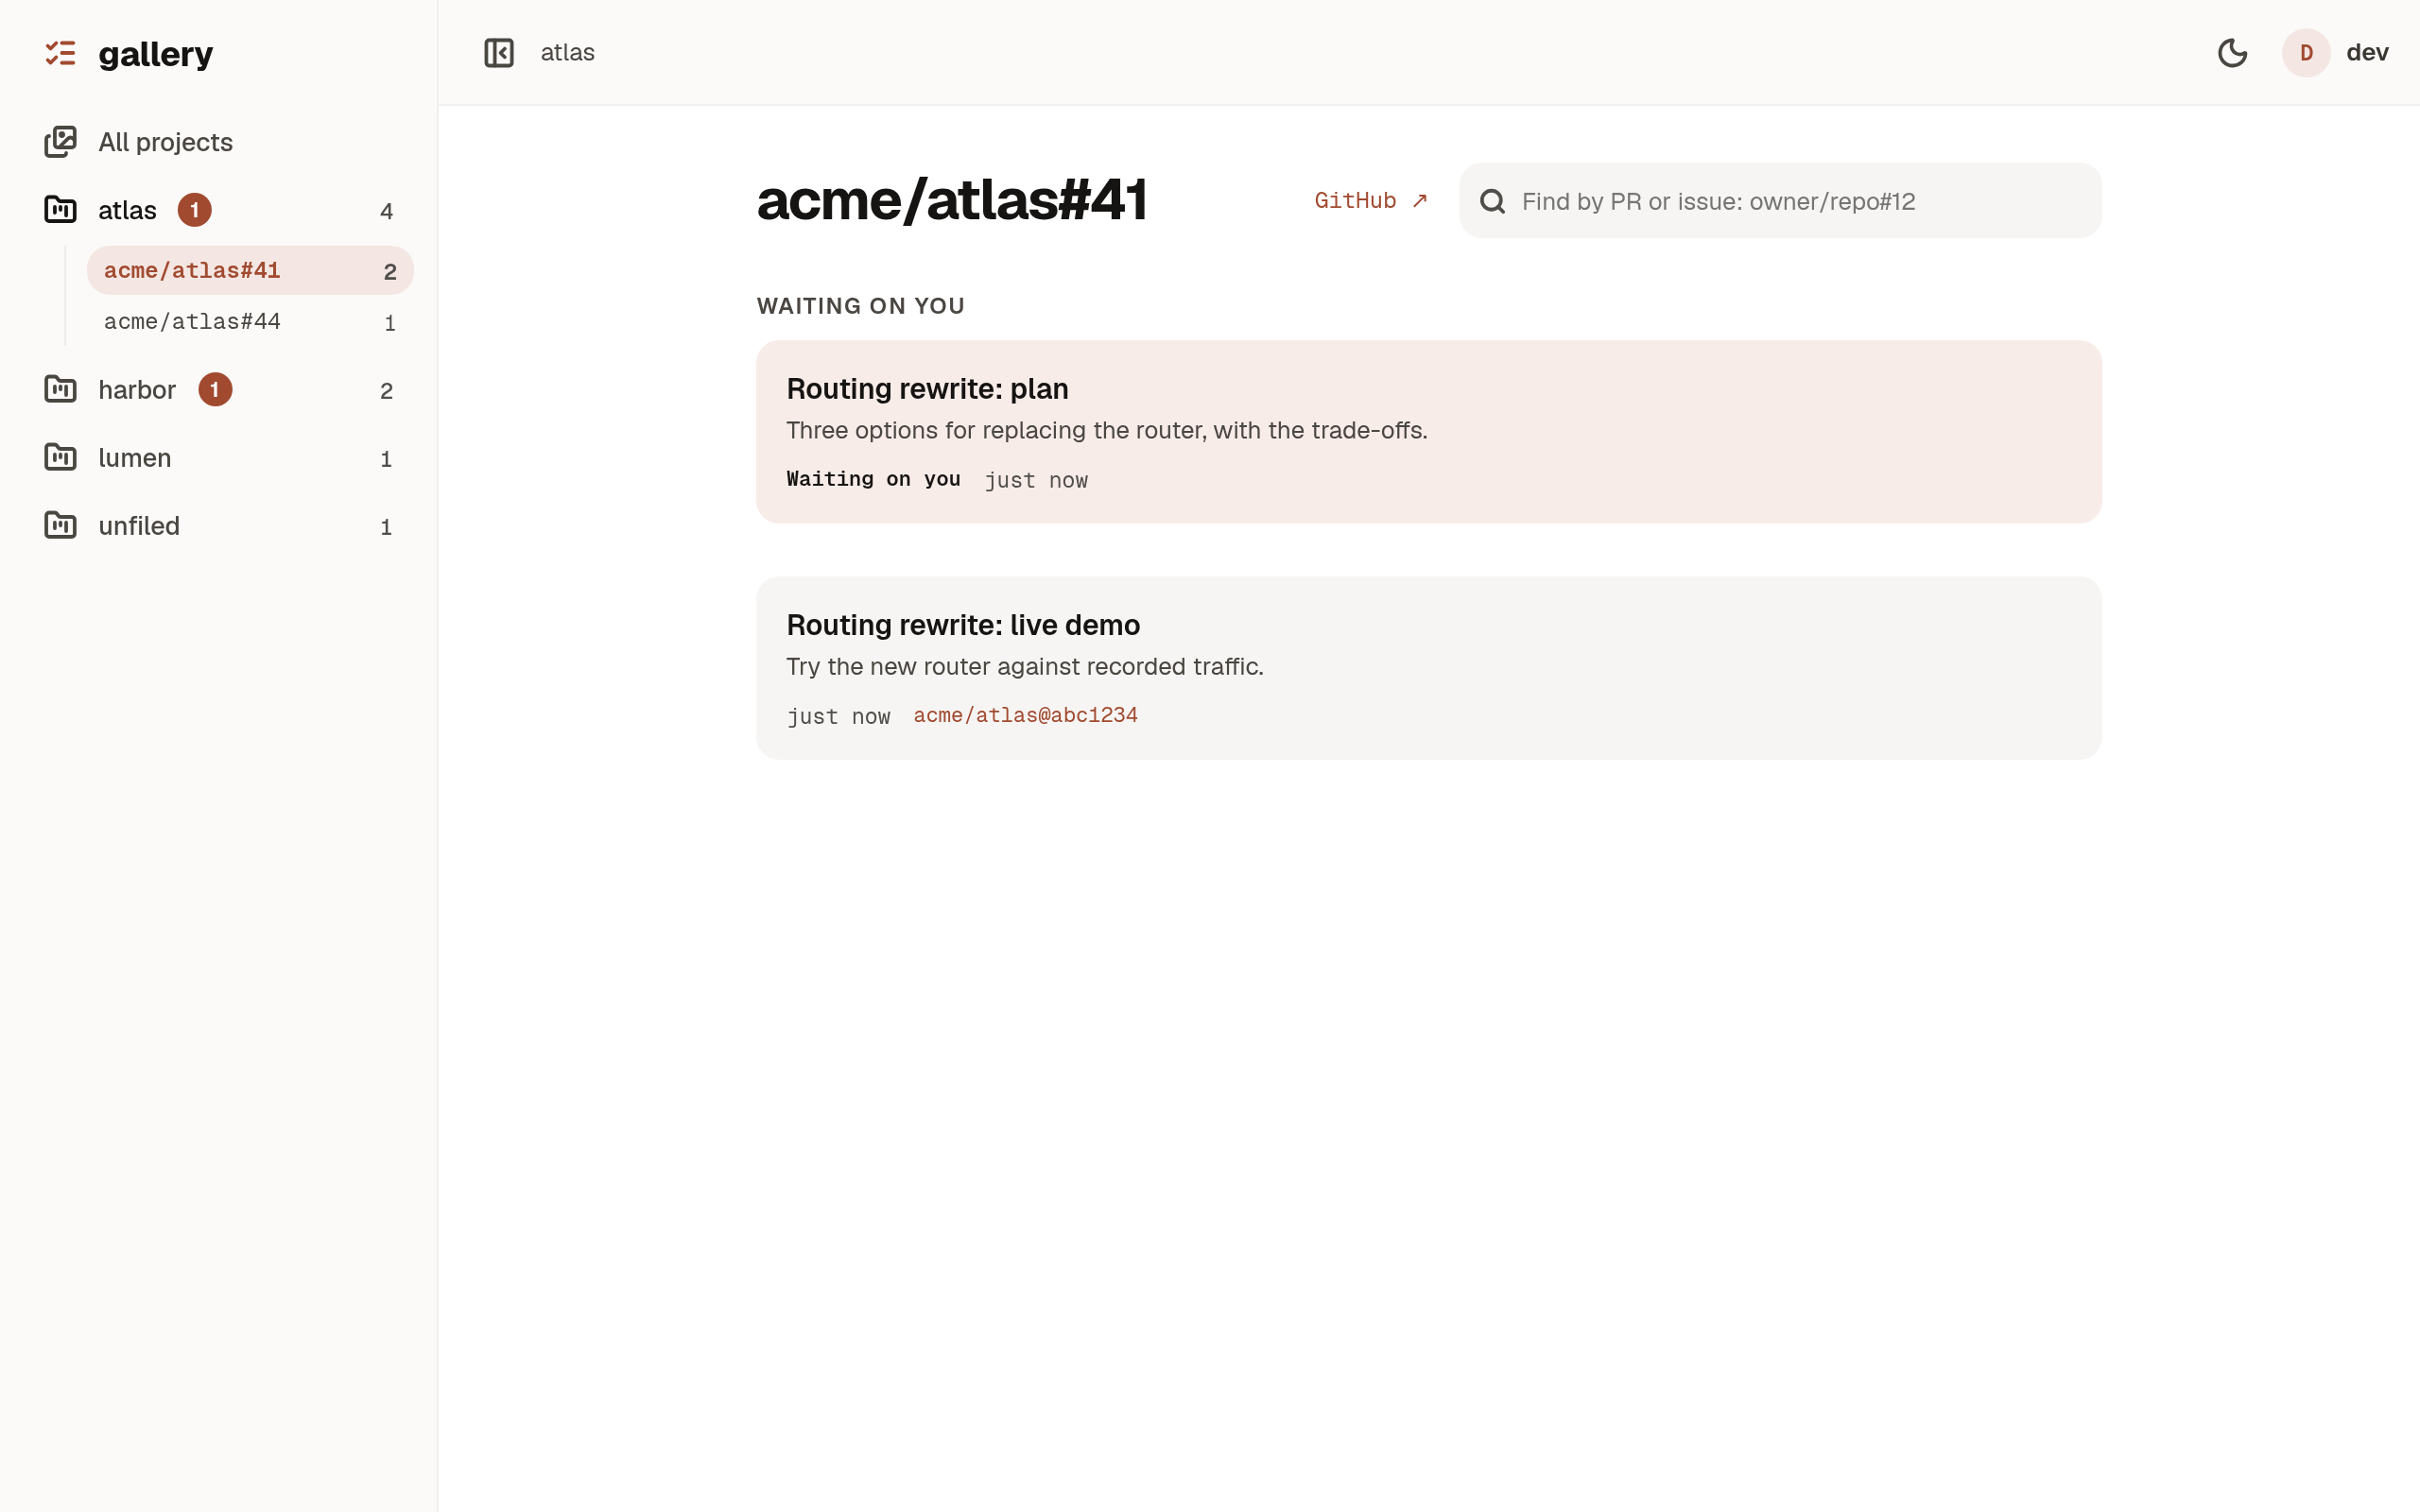 gallery
All projects
atlas 1 4
acme/atlas#41 2
acme/atlas#44 1
harbor 1 2
lumen 1
unfiled 1
atlas
D dev
acme/atlas#41
GitHub ↗
Find by PR or issue: owner/repo#12
WAITING ON YOU
Routing rewrite: plan
Three options for replacing the router, with the trade-offs.
Waiting on you just now
Routing rewrite: live demo
Try the new router against recorded traffic.
just now acme/atlas@abc1234